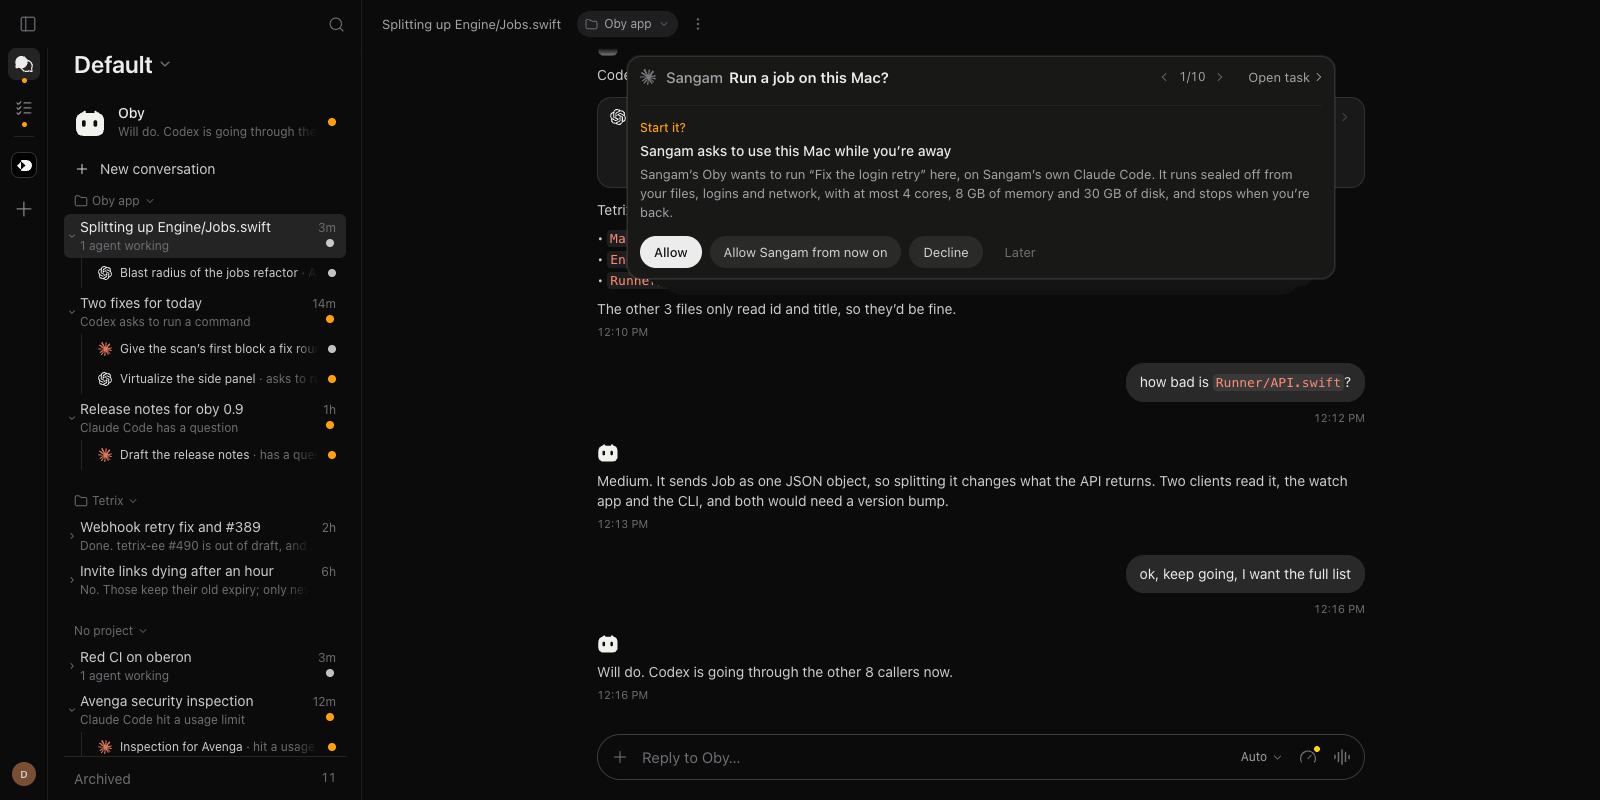 Default
Oby
Will do. Codex is going through the
New conversation
Oby app
Splitting up Engine/Jobs.swift
3m
1 agent working
Blast radius of the jobs refactor · A
Two fixes for today
14m
Codex asks to run a command
Give the scan’s first block a fix rou
Virtualize the side panel · asks to r
Release notes for oby 0.9
1h
Claude Code has a question
Draft the release notes · has a que
Tetrix
Webhook retry fix and #389
2h
Done. tetrix-ee #490 is out of draft, and
Invite links dying after an hour
6h
No. Those keep their old expiry; only ne
No project
Red CI on oberon
3m
1 agent working
Avenga security inspection
12m
Claude Code hit a usage limit
Inspection for Avenga · hit a usage
Archived
11
D
Splitting up Engine/Jobs.swift
Oby app
Sangam Run a job on this Mac?
1/10
Open task
Start it?
Sangam asks to use this Mac while you’re away
Sangam’s Oby wants to run “Fix the login retry” here, on Sangam’s own Claude Code. It runs sealed off from
your files, logins and network, with at most 4 cores, 8 GB of memory and 30 GB of disk, and stops when you’re
back.
Allow
Allow Sangam from now on
Decline
Later
Code
Tetri
Ma
En
Runner
The other 3 files only read id and title, so they’d be fine.
12:10 PM
how bad is Runner/API.swift?
12:12 PM
Medium. It sends Job as one JSON object, so splitting it changes what the API returns. Two clients read it, the watch
app and the CLI, and both would need a version bump.
12:13 PM
ok, keep going, I want the full list
12:16 PM
Will do. Codex is going through the other 8 callers now.
12:16 PM
Reply to Oby...
Auto